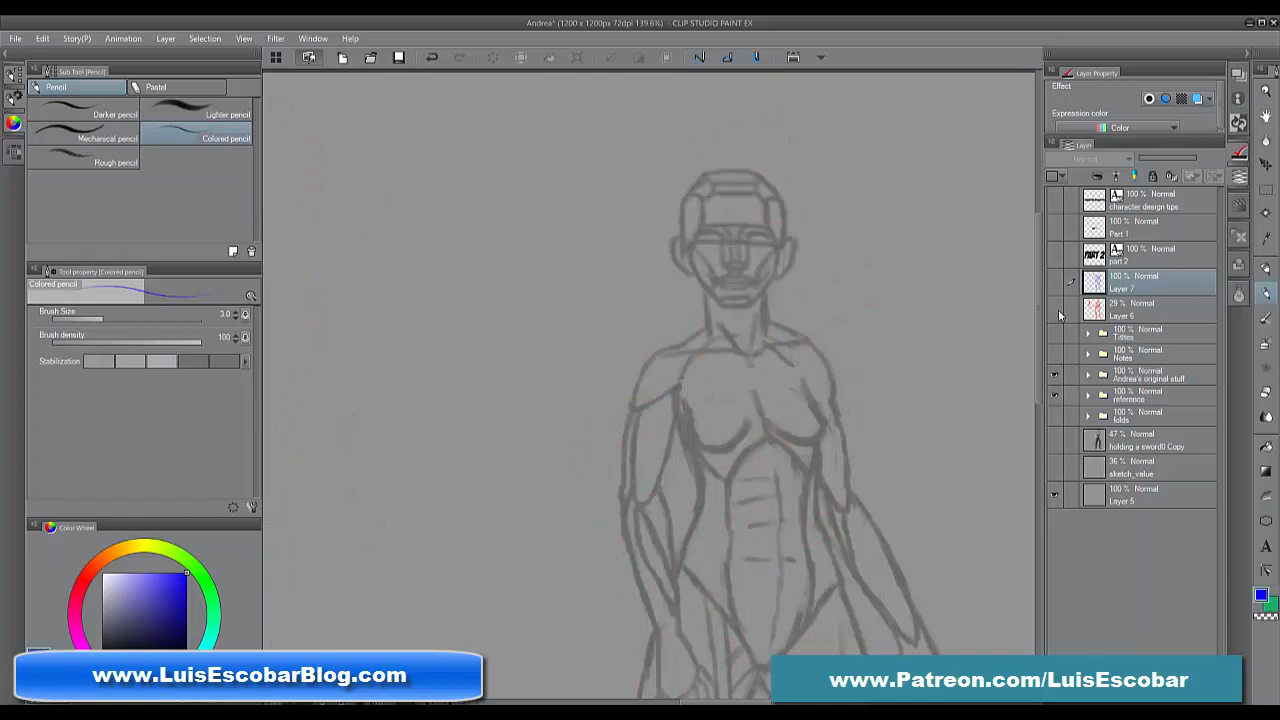 Andrea* (1200 x 1200px 72dpi 139.6%) - CLIP STUDIO PAINT EX
File Edit Story(P) Animation Layer Selection View Filter Window Help
Sub Tool [Pencil]
Pencil Pastel
Darker pencil Lighter pencil
Mechanical pencil Colored pencil
Rough pencil
Tool property [Colored pencil]
Colored pencil
Brush Size 3.0
Brush density 100
Stabilization
Color Wheel
Layer Property
Effect
Expression color
Color
Layer
Normal
100 % Normal
character design tips
100 % Normal
Part 1
PART 2
100 % Normal
part 2
100 % Normal
Layer 7
29 % Normal
Layer 6
100 % Normal
Titltes
100 % Normal
Notes
100 % Normal
Andrea's original stuff
100 % Normal
reference
100 % Normal
folds
47 % Normal
holding a sword0 Copy
36 % Normal
sketch_value
100 % Normal
Layer 5
www.LuisEscobarBlog.com
www.Patreon.com/LuisEscobar